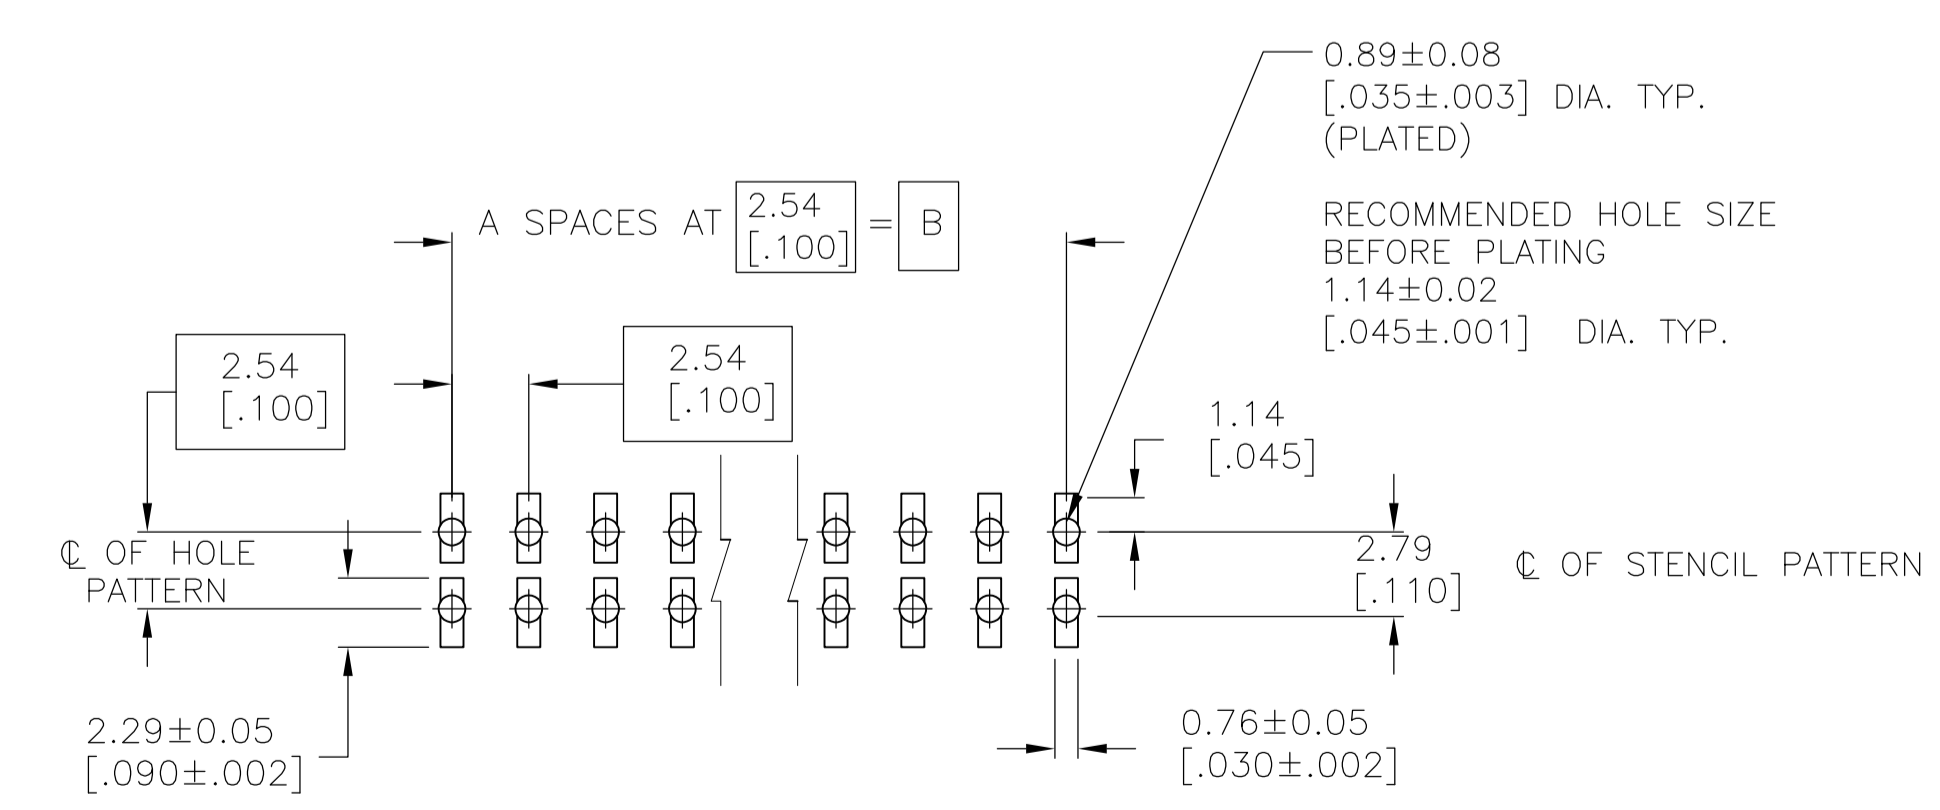 0.89±0.08
[.035±.003] DIA. TYP.
(PLATED)
RECOMMENDED HOLE SIZE
BEFORE PLATING
1.14±0.02
[.045±.001] DIA. TYP.
A SPACES AT 2.54 [.100] = B
2.54
[.100]
2.54
[.100]
1.14
[.045]
℄ OF HOLE
PATTERN
2.79
[.110]
℄ OF STENCIL PATTERN
2.29±0.05
[.090±.002]
0.76±0.05
[.030±.002]